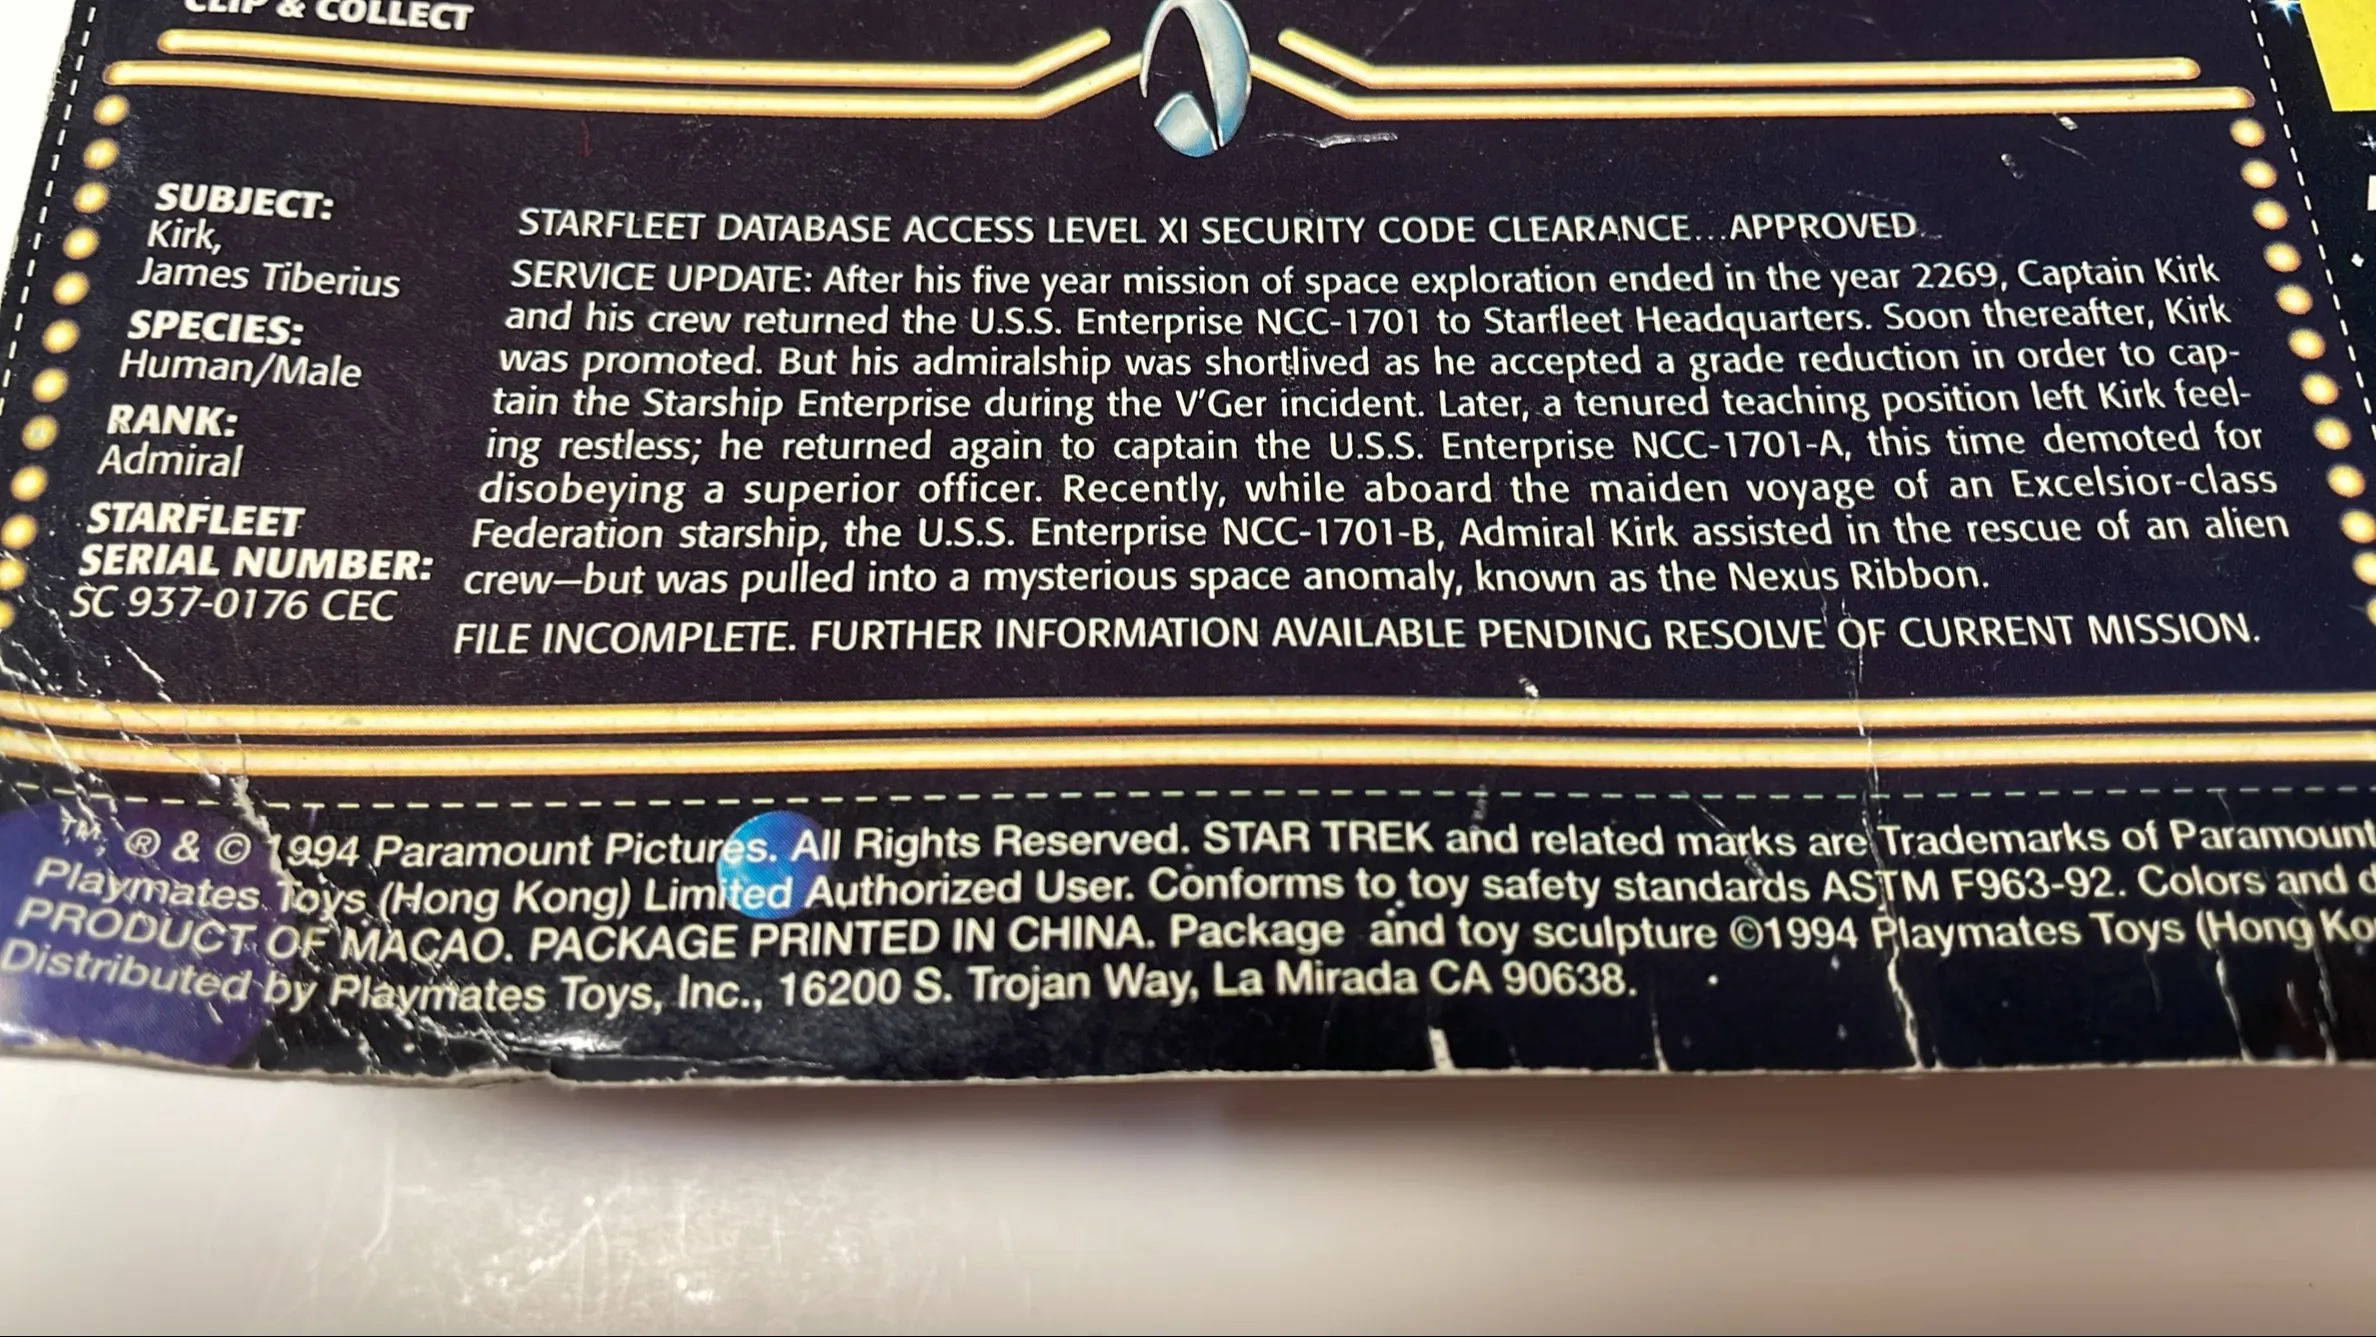 CLIP & COLLECT
SUBJECT:
Kirk,
James Tiberius
SPECIES:
Human/Male
RANK:
Admiral
STARFLEET
SERIAL NUMBER:
SC 937-0176 CEC
STARFLEET DATABASE ACCESS LEVEL XI SECURITY CODE CLEARANCE...APPROVED
SERVICE UPDATE: After his five year mission of space exploration ended in the year 2269, Captain Kirk
and his crew returned the U.S.S. Enterprise NCC-1701 to Starfleet Headquarters. Soon thereafter, Kirk
was promoted. But his admiralship was shortlived as he accepted a grade reduction in order to cap-
tain the Starship Enterprise during the V'Ger incident. Later, a tenured teaching position left Kirk feel-
ing restless; he returned again to captain the U.S.S. Enterprise NCC-1701-A, this time demoted for
disobeying a superior officer. Recently, while aboard the maiden voyage of an Excelsior-class
Federation starship, the U.S.S. Enterprise NCC-1701-B, Admiral Kirk assisted in the rescue of an alien
crew—but was pulled into a mysterious space anomaly, known as the Nexus Ribbon.
FILE INCOMPLETE. FURTHER INFORMATION AVAILABLE PENDING RESOLVE OF CURRENT MISSION.
TM, ® & © 1994 Paramount Pictures. All Rights Reserved. STAR TREK and related marks are Trademarks of Paramount
Playmates Toys (Hong Kong) Limited Authorized User. Conforms to toy safety standards ASTM F963-92. Colors and
PRODUCT OF MACAO. PACKAGE PRINTED IN CHINA. Package and toy sculpture ©1994 Playmates Toys (Hong Ko
Distributed by Playmates Toys, Inc., 16200 S. Trojan Way, La Mirada CA 90638.